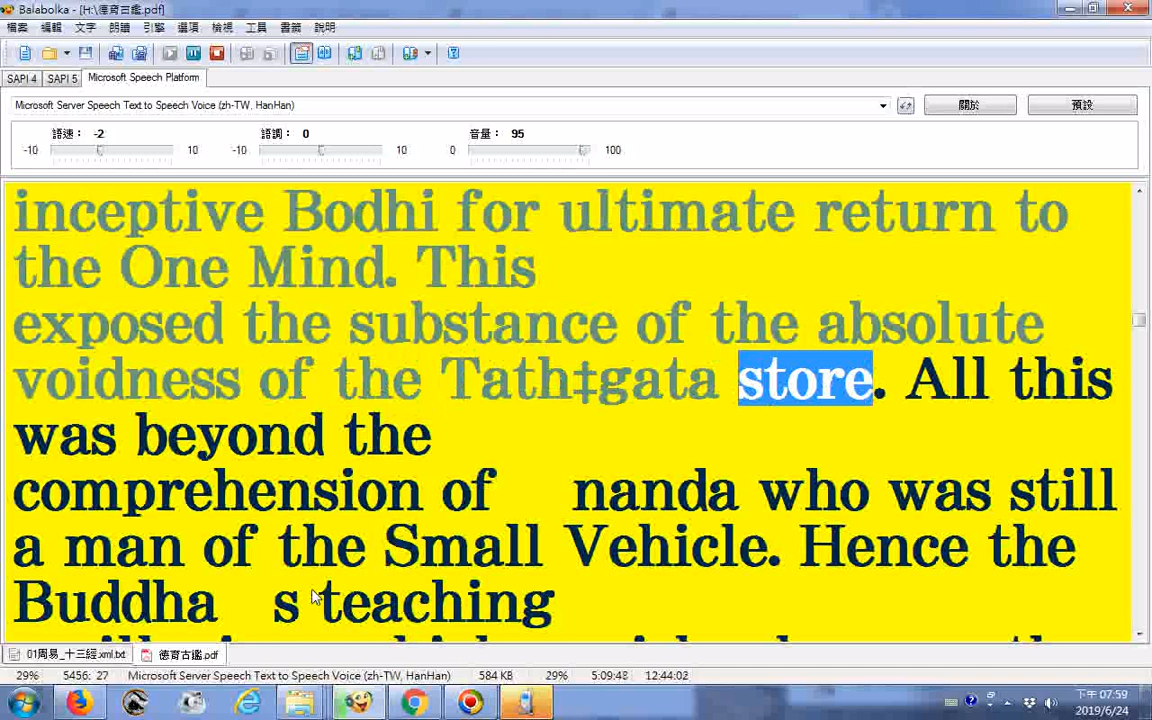 Balabolka - [H:\德育古鑑.pdf]
檔案 編輯 文字 朗讀 引擎 選項 檢視 工具 書籤 說明
SAPI 4 SAPI 5 Microsoft Speech Platform
Microsoft Server Speech Text to Speech Voice (zh-TW, HanHan) 關於 預設
語速： -2 語調： 0 音量： 95
-10 10 -10 10 0 100
inceptive Bodhi for ultimate return to
the One Mind. This
exposed the substance of the absolute
voidness of the Tath‡gata store. All this
was beyond the
comprehension of nanda who was still
a man of the Small Vehicle. Hence the
Buddha s teaching
01周易_十三經.xml.txt 德育古鑑.pdf
29% 5456: 27 Microsoft Server Speech Text to Speech Voice (zh-TW, HanHan) 584 KB 29% 5:09:48 12:44:02
下午 07:59
2019/6/24